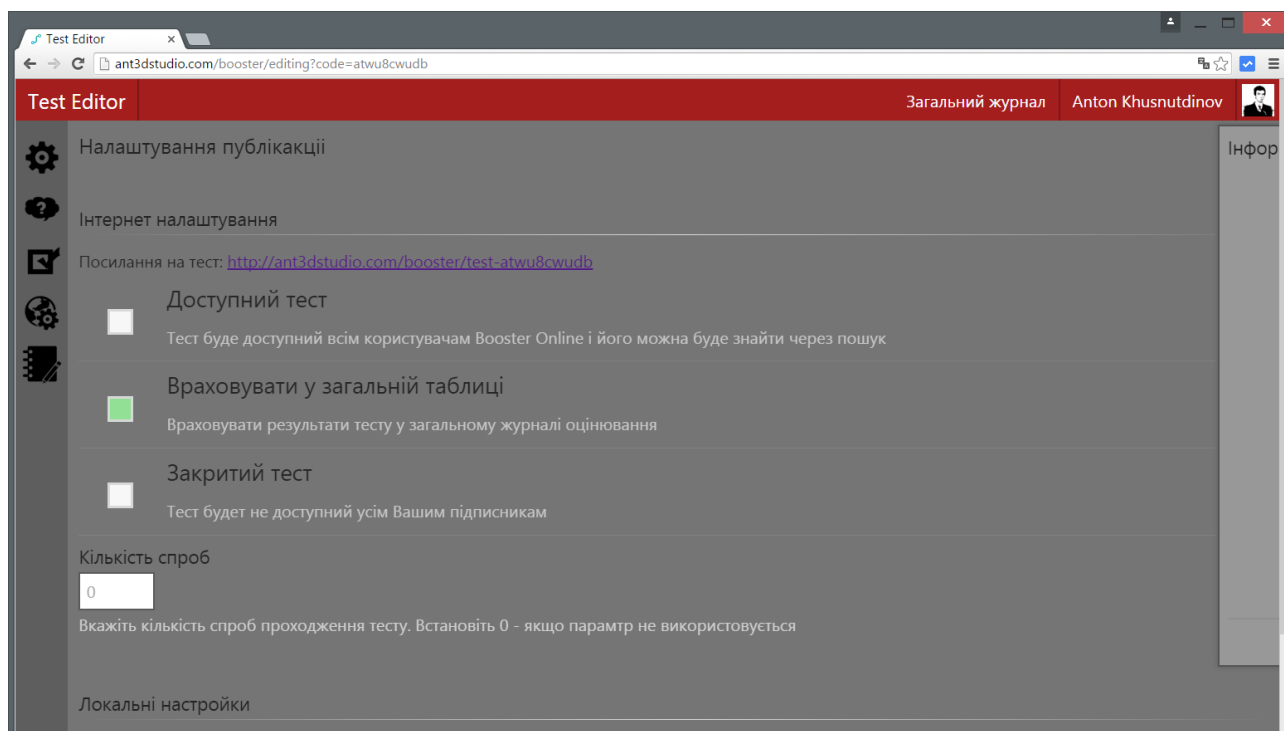 Test Editor
ant3dstudio.com/booster/editing?code=atwu8cwudb
Test Editor
Загальний журнал
Anton Khusnutdinov
Налаштування публікакціі
Інфор
Інтернет налаштування
Посилання на тест: http://ant3dstudio.com/booster/test-atwu8cwudb
Доступний тест
Тест буде доступний всім користувачам Booster Online і його можна буде знайти через пошук
Враховувати у загальній таблиці
Враховувати результати тесту у загальному журналі оцінювання
Закритий тест
Тест будет не доступний усім Вашим підписникам
Кількість спроб
0
Вкажіть кількість спроб проходження тесту. Встановіть 0 - якщо парамтр не використовується
Локальні настройки